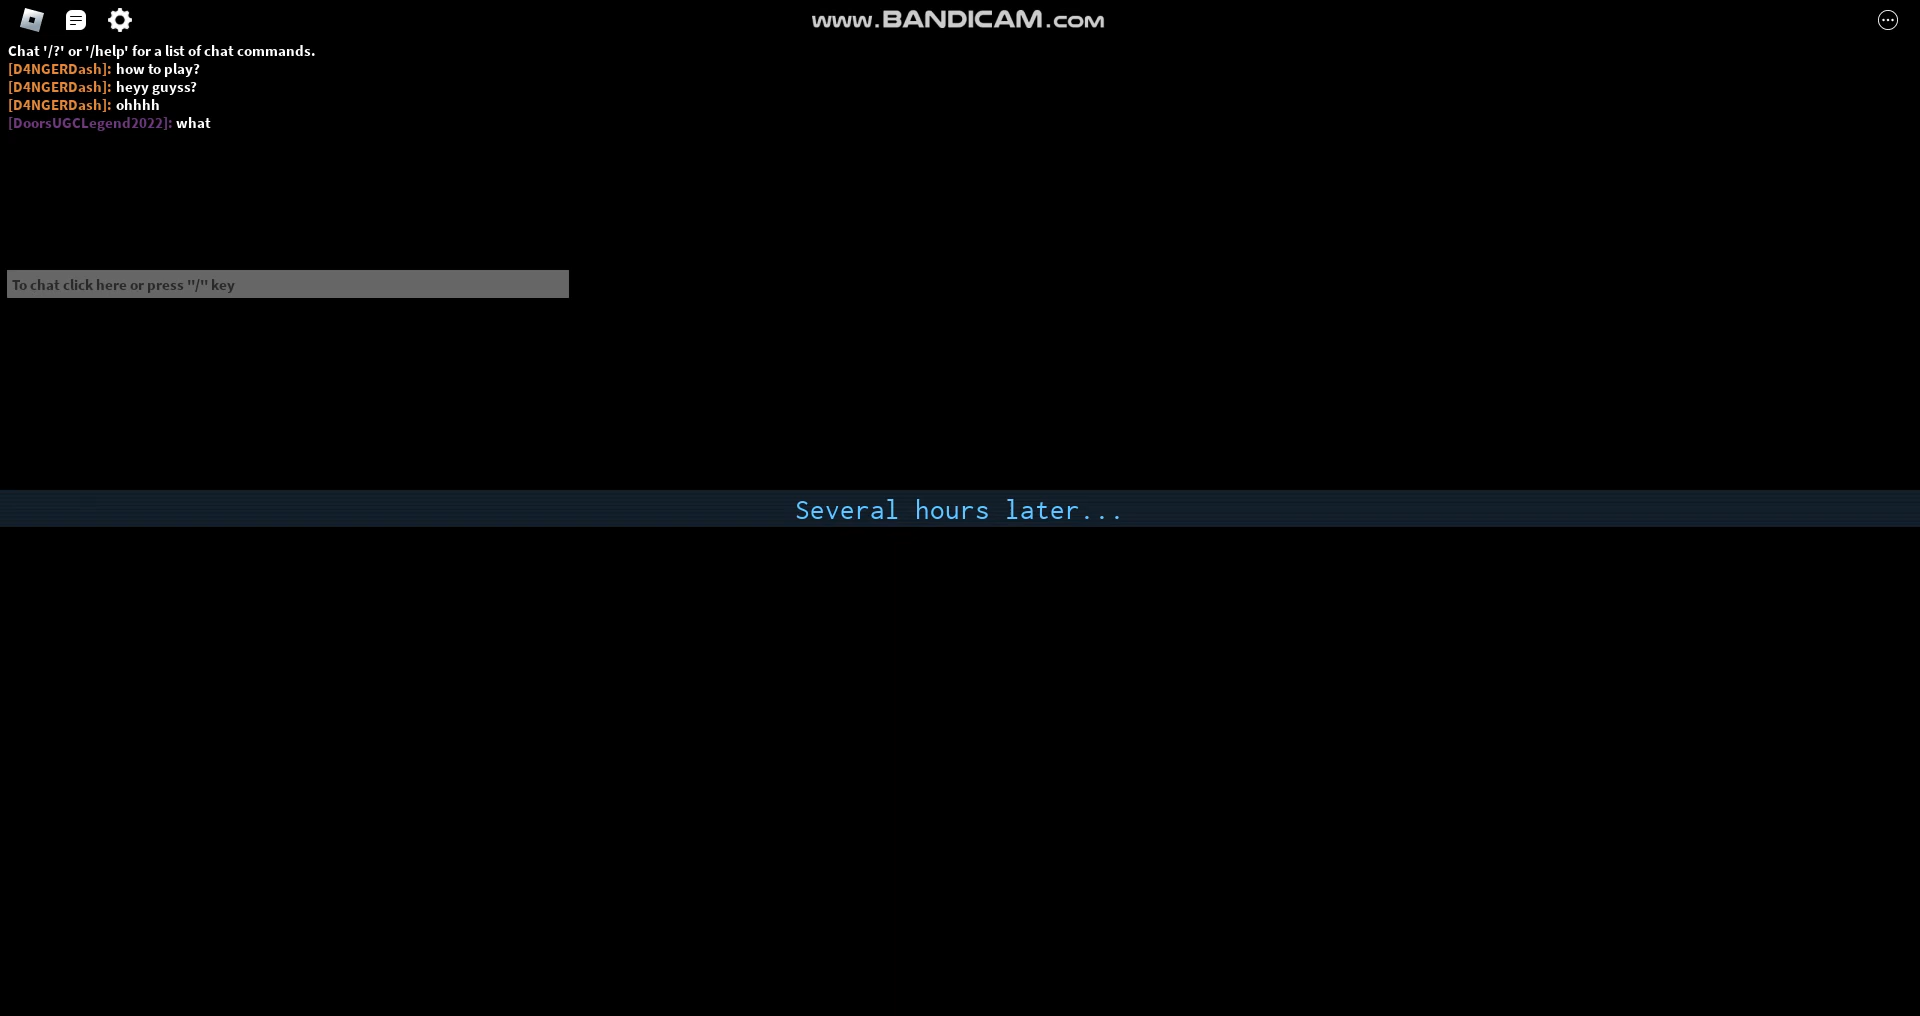 www.BANDICAM.com
Chat '/?' or '/help' for a list of chat commands.
[D4NGERDash]: how to play?
[D4NGERDash]: heyy guyss?
[D4NGERDash]: ohhhh
[DoorsUGCLegend2022]: what
To chat click here or press "/" key
Several hours later...